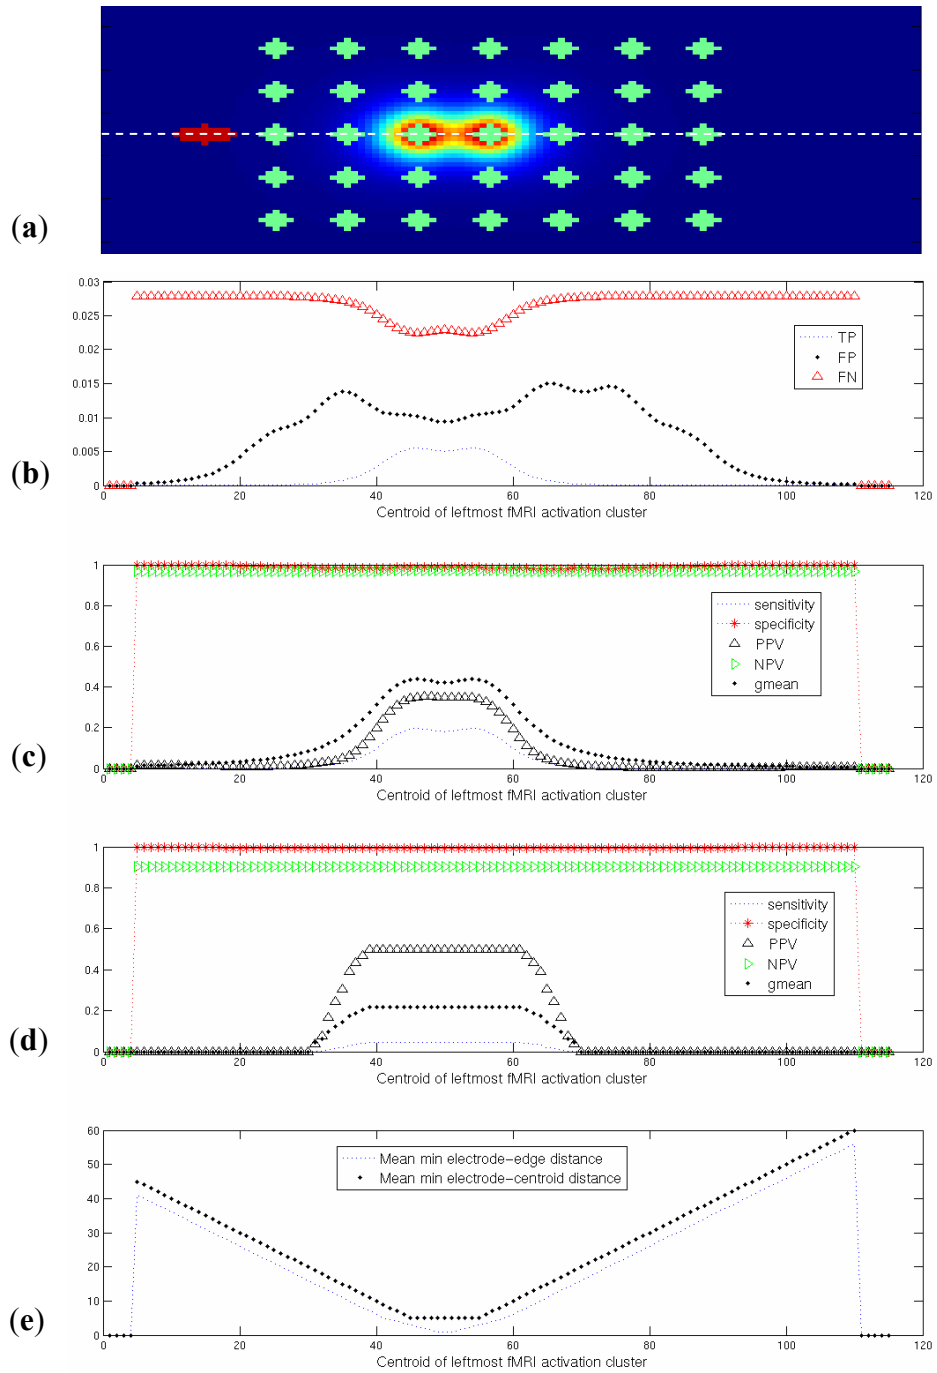 (a)
0.03
0.025
0.02
0.015
0.01
0.005
0
TP
FP
FN
(b)
0 20 40 60 80 100 120
Centroid of leftmost fMRI activation cluster
1
0.8
0.6
0.4
0.2
0
sensitivity
specificity
PPV
NPV
gmean
(c)
0 20 40 60 80 100 120
Centroid of leftmost fMRI activation cluster
1
0.8
0.6
0.4
0.2
0
sensitivity
specificity
PPV
NPV
gmean
(d)
0 20 40 60 80 100 120
Centroid of leftmost fMRI activation cluster
60
50
40
30
20
10
0
Mean min electrode-edge distance
Mean min electrode-centroid distance
(e)
0 20 40 60 80 100 120
Centroid of leftmost fMRI activation cluster